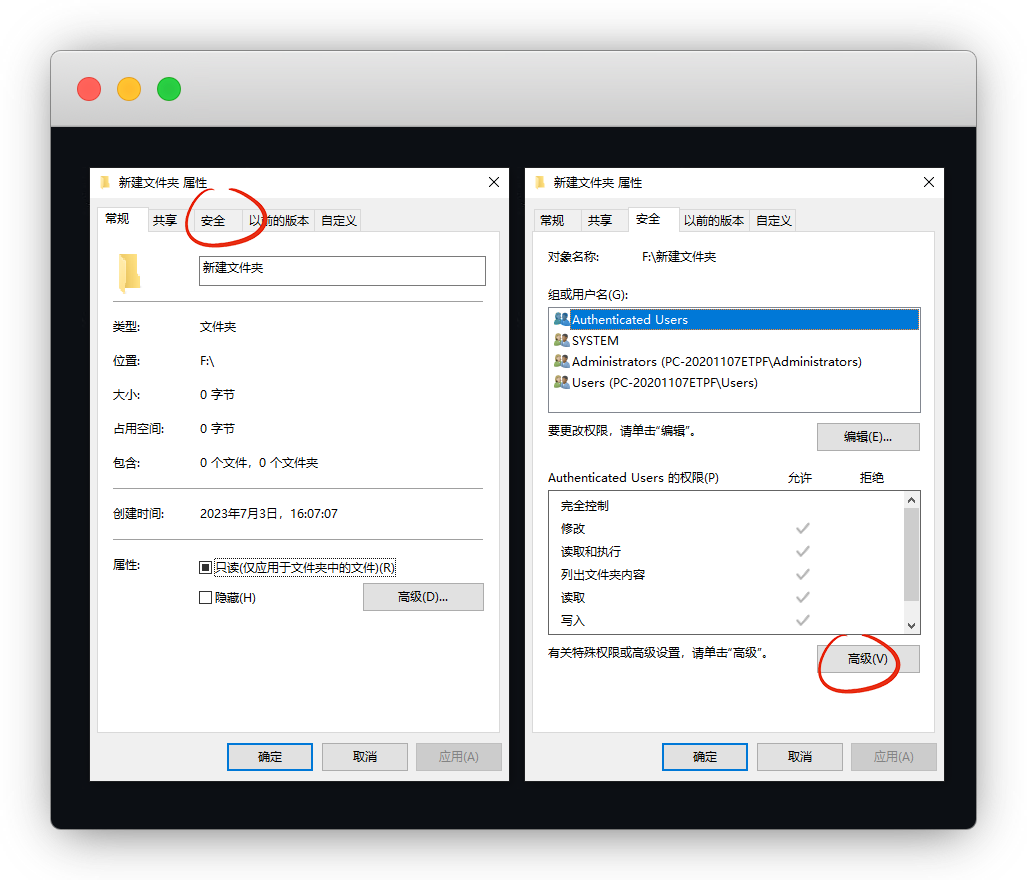 新建文件夹 属性
常规 共享 安全 以前的版本 自定义
新建文件夹
类型: 文件夹
位置: F:\
大小: 0 字节
占用空间: 0 字节
包含: 0 个文件，0 个文件夹
创建时间: 2023年7月3日，16:07:07
属性: 只读(仅应用于文件夹中的文件)(R)
隐藏(H) 高级(D)...
确定 取消 应用(A)
新建文件夹 属性
常规 共享 安全 以前的版本 自定义
对象名称: F:\新建文件夹
组或用户名(G):
Authenticated Users
SYSTEM
Administrators (PC-20201107ETPF\Administrators)
Users (PC-20201107ETPF\Users)
要更改权限，请单击“编辑”。 编辑(E)...
Authenticated Users 的权限(P) 允许 拒绝
完全控制
修改
读取和执行
列出文件夹内容
读取
写入
有关特殊权限或高级设置，请单击“高级”。 高级(V)
确定 取消 应用(A)